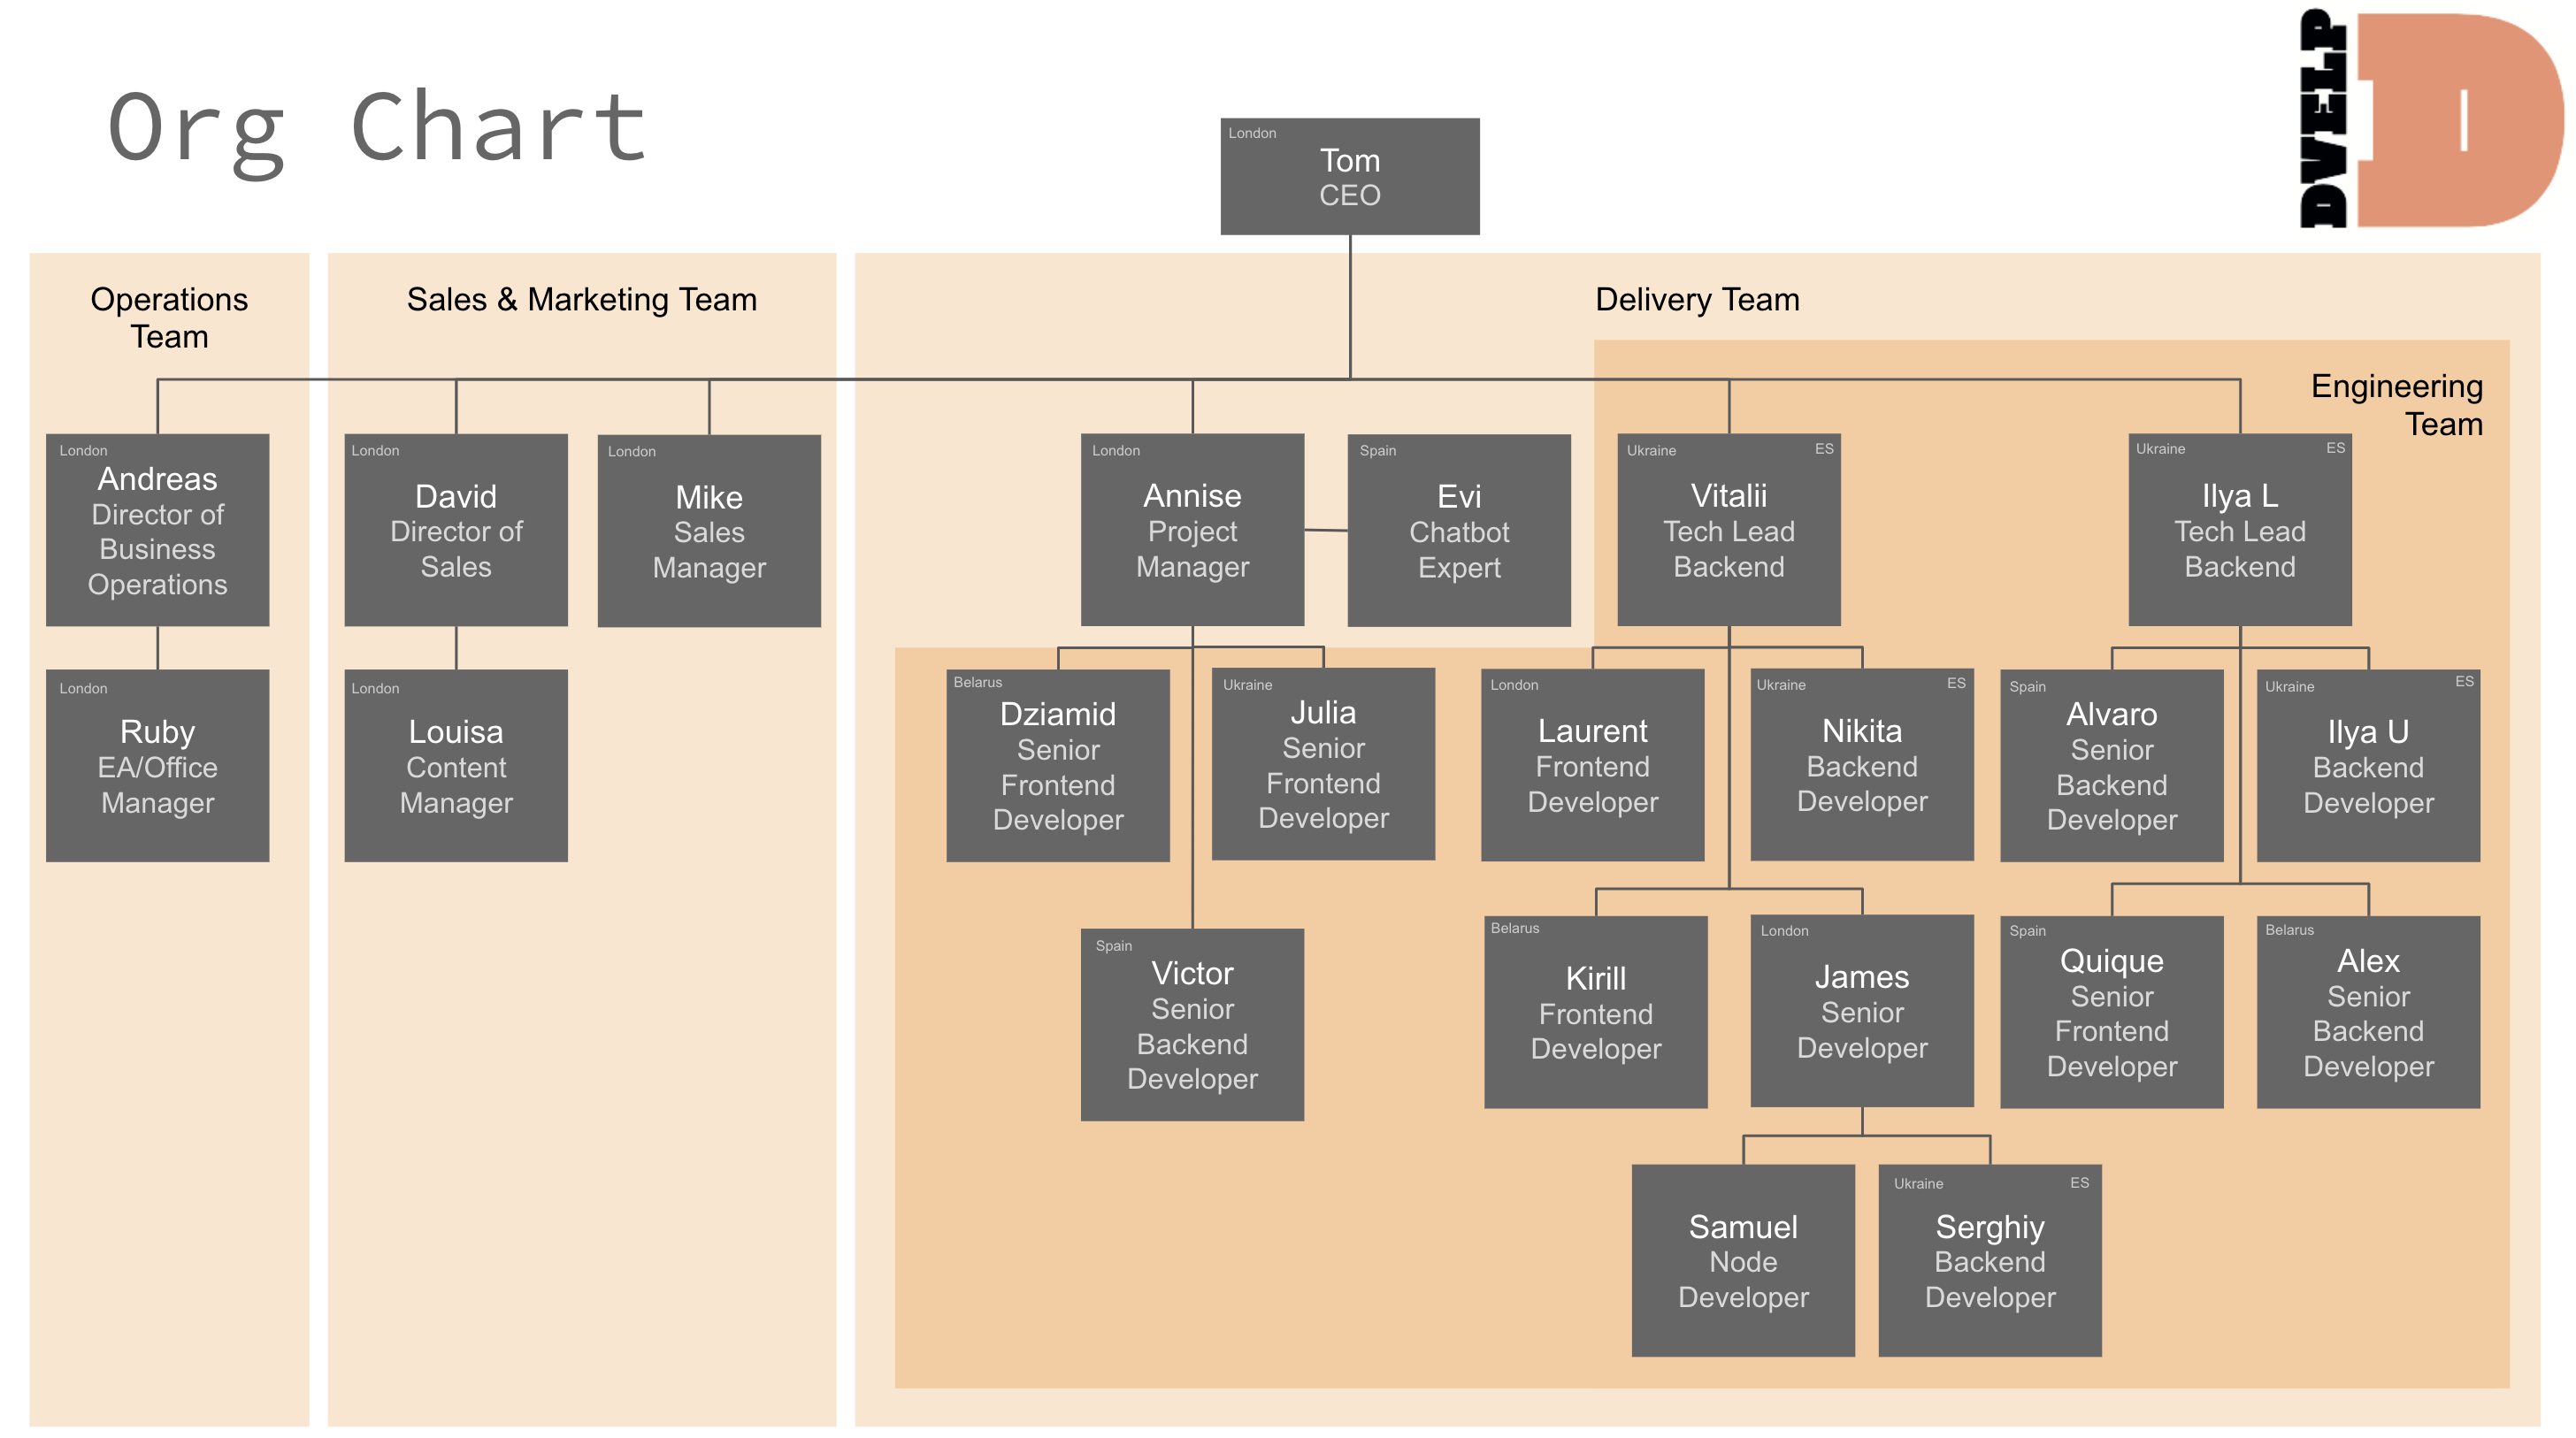 Org Chart
DVELP
D
London
Tom
CEO
Operations
Team
Sales & Marketing Team
Delivery Team
Engineering
Team
London
Andreas
Director of
Business
Operations
London
David
Director of
Sales
London
Mike
Sales
Manager
London
Annise
Project
Manager
Spain
Evi
Chatbot
Expert
Ukraine
ES
Vitalii
Tech Lead
Backend
Ukraine
ES
Ilya L
Tech Lead
Backend
London
Ruby
EA/Office
Manager
London
Louisa
Content
Manager
Belarus
Dziamid
Senior
Frontend
Developer
Ukraine
Julia
Senior
Frontend
Developer
London
Laurent
Frontend
Developer
Ukraine
ES
Nikita
Backend
Developer
Spain
Alvaro
Senior
Backend
Developer
Ukraine
ES
Ilya U
Backend
Developer
Spain
Victor
Senior
Backend
Developer
Belarus
Kirill
Frontend
Developer
London
James
Senior
Developer
Spain
Quique
Senior
Frontend
Developer
Belarus
Alex
Senior
Backend
Developer
Samuel
Node
Developer
Ukraine
ES
Serghiy
Backend
Developer